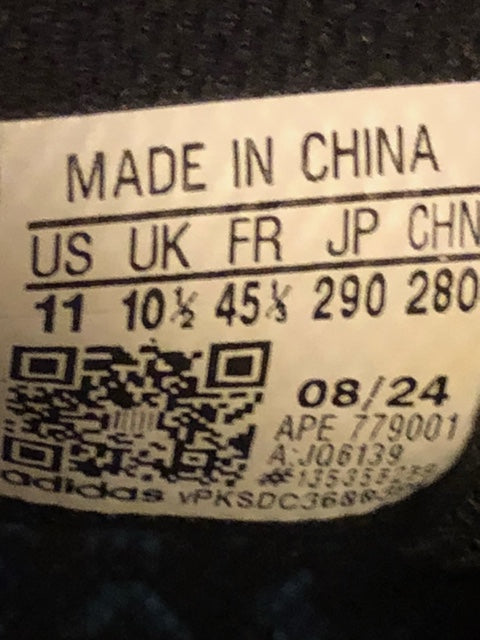 MADE IN CHINA
US UK FR JP CHN
11 10½ 45⅓ 290 280
08/24
APE 779001
A:JQ6139
adidas